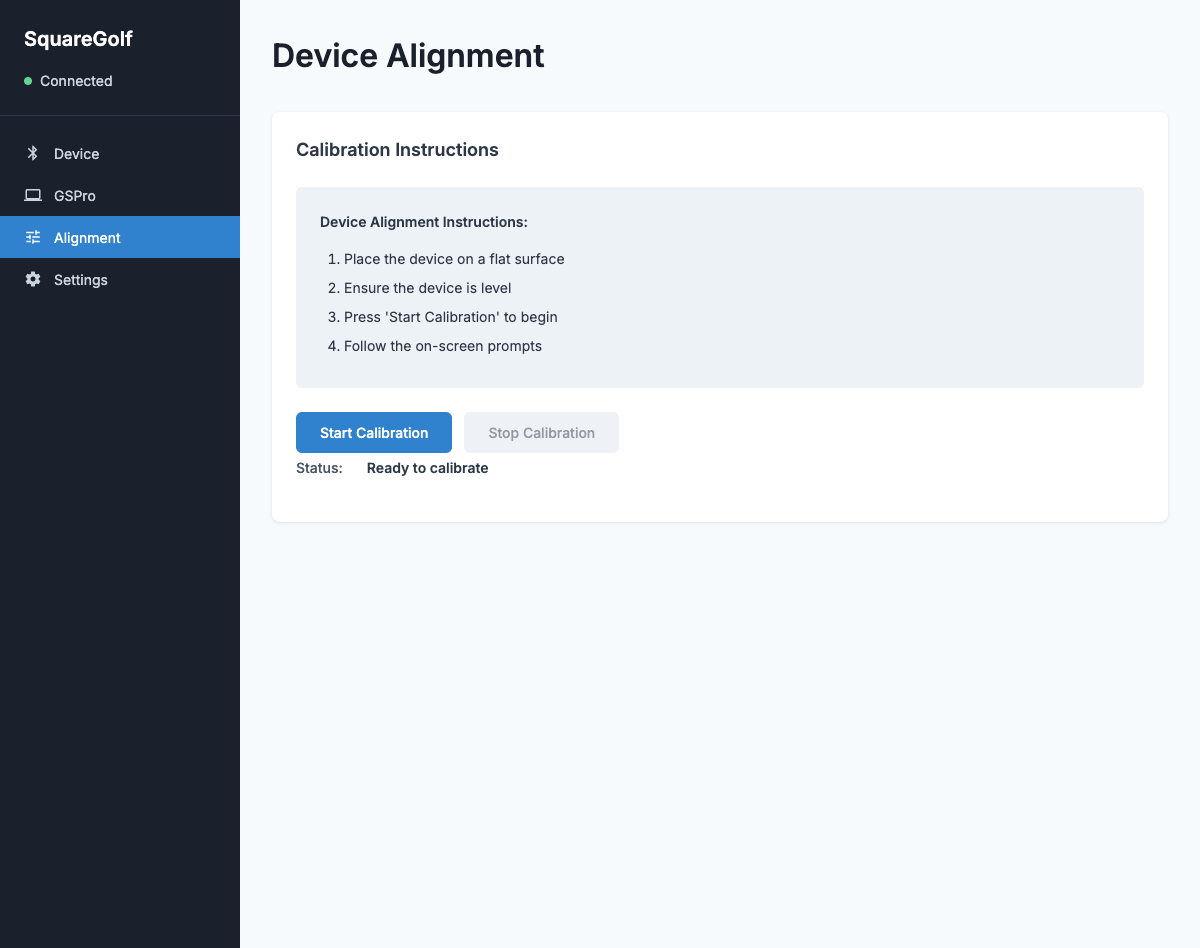 SquareGolf
Connected
Device
GSPro
Alignment
Settings
Device Alignment
Calibration Instructions
Device Alignment Instructions:
1. Place the device on a flat surface
2. Ensure the device is level
3. Press 'Start Calibration' to begin
4. Follow the on-screen prompts
Start Calibration
Stop Calibration
Status: Ready to calibrate